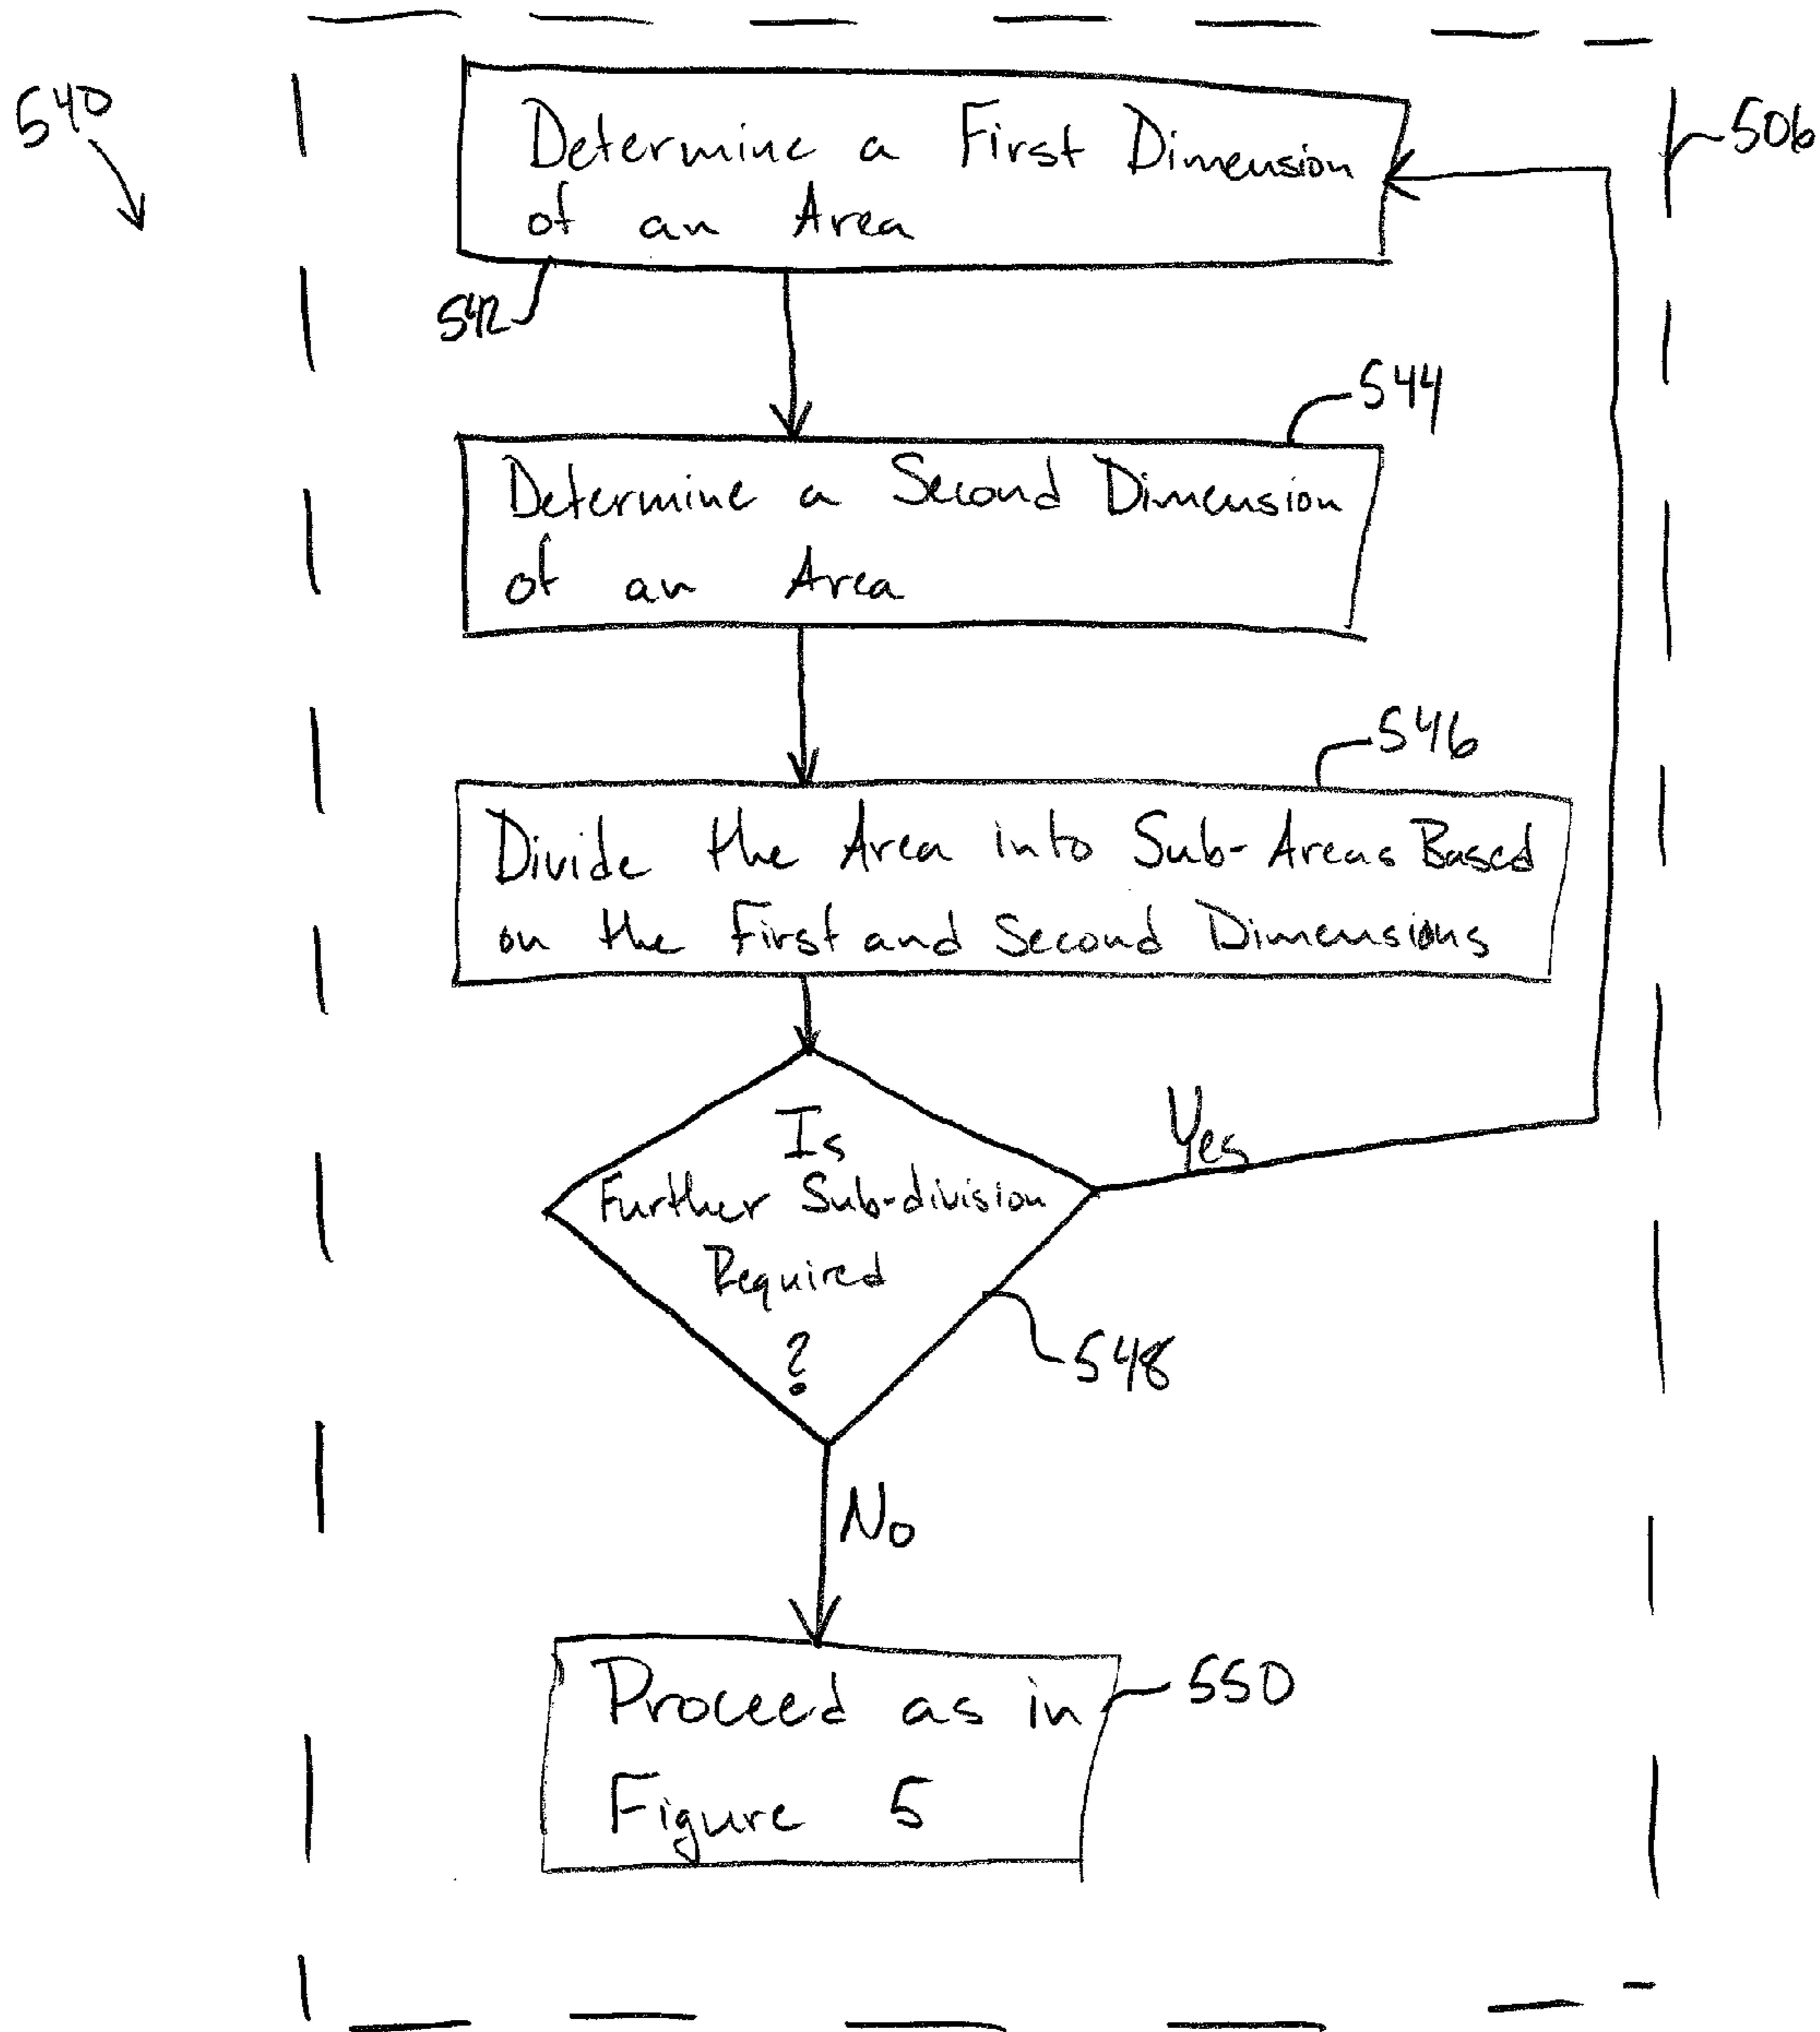 540
506
Determine a First Dimension
of an Area
542
544
Determine a Second Dimension
of an Area
546
Divide the Area into Sub-Areas Based
on the First and Second Dimensions
Is
Further Sub-division
Required
?
Yes
548
No
Proceed as in
Figure 5
550